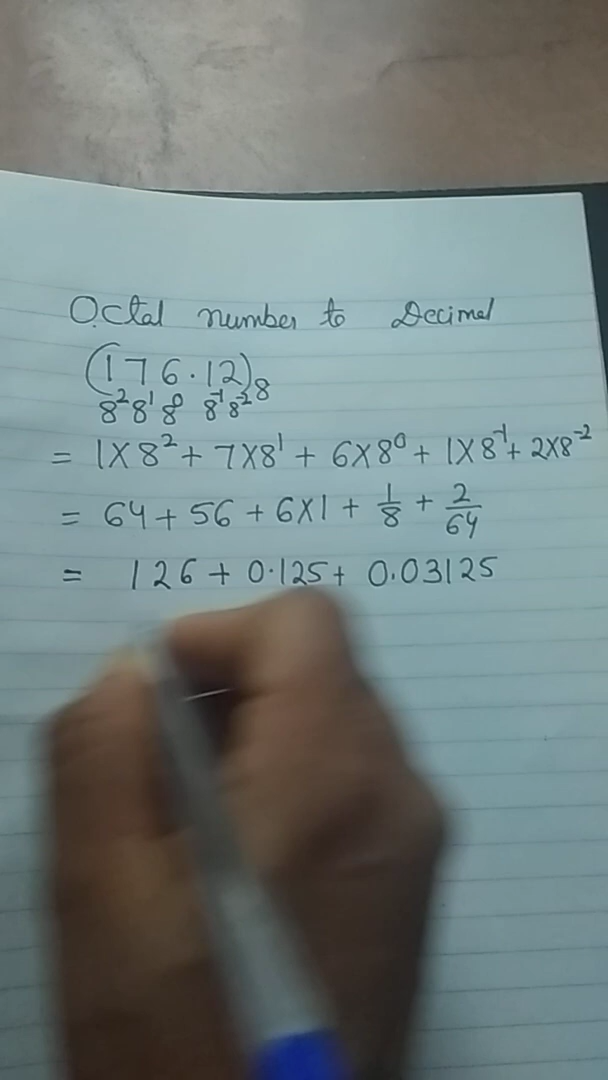 Octal number to Decimal
(176.12)₈
8² 8¹ 8⁰ 8⁻¹ 8⁻²
= 1×8² + 7×8¹ + 6×8⁰ + 1×8⁻¹ + 2×8⁻²
= 64 + 56 + 6×1 + 1/8 + 2/64
= 126 + 0.125 + 0.03125